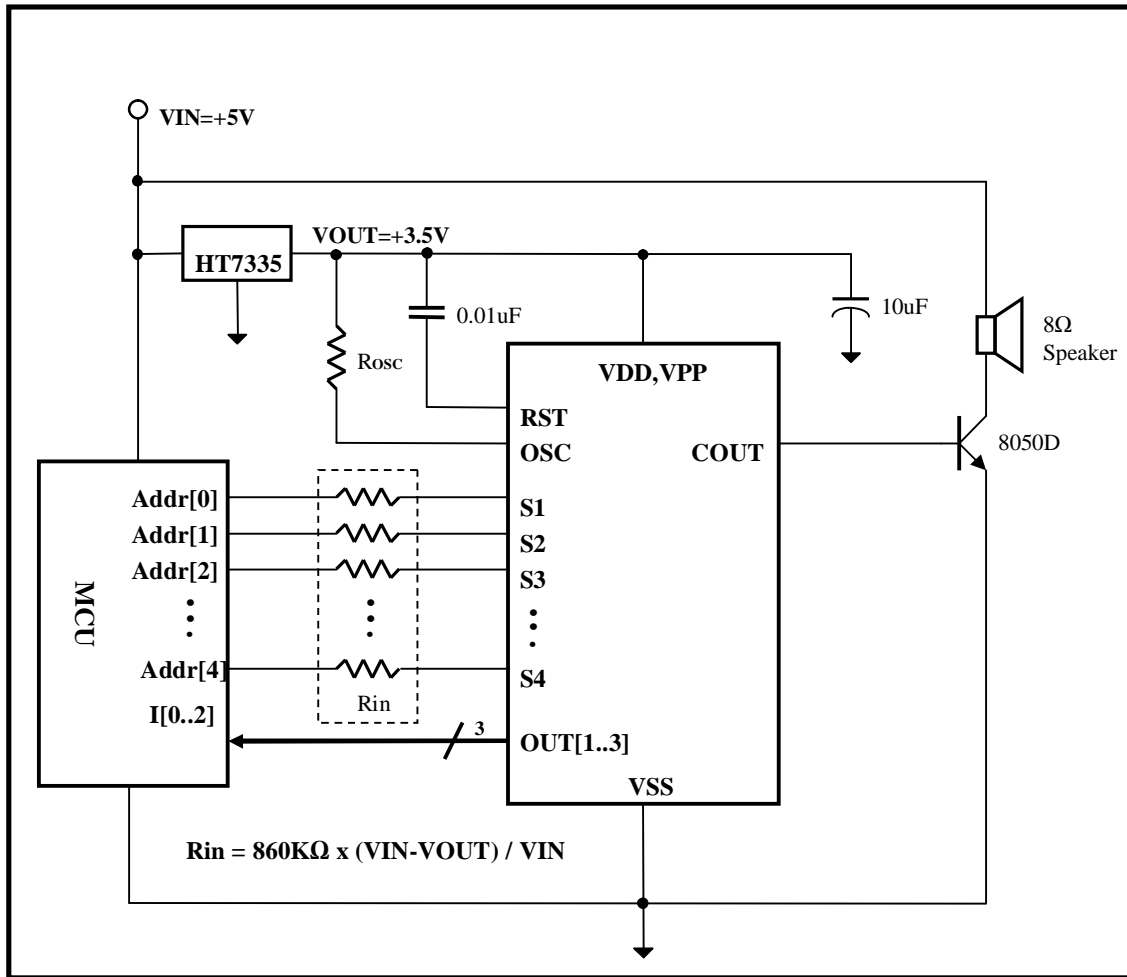 VIN=+5V
VOUT=+3.5V
HT7335
0.01uF
10uF
8Ω
Speaker
Rosc
VDD,VPP
RST
OSC
COUT
8050D
MCU
Addr[0]
Addr[1]
Addr[2]
Addr[4]
I[0..2]
Rin
S1
S2
S3
S4
3
OUT[1..3]
VSS
Rin = 860KΩ x (VIN-VOUT) / VIN